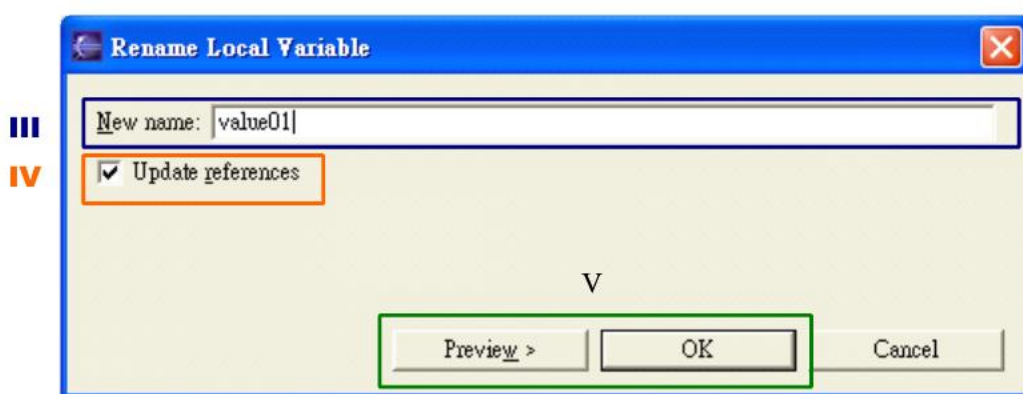 Rename Local Variable
III New name: value01
IV Update references
V
Preview > OK Cancel